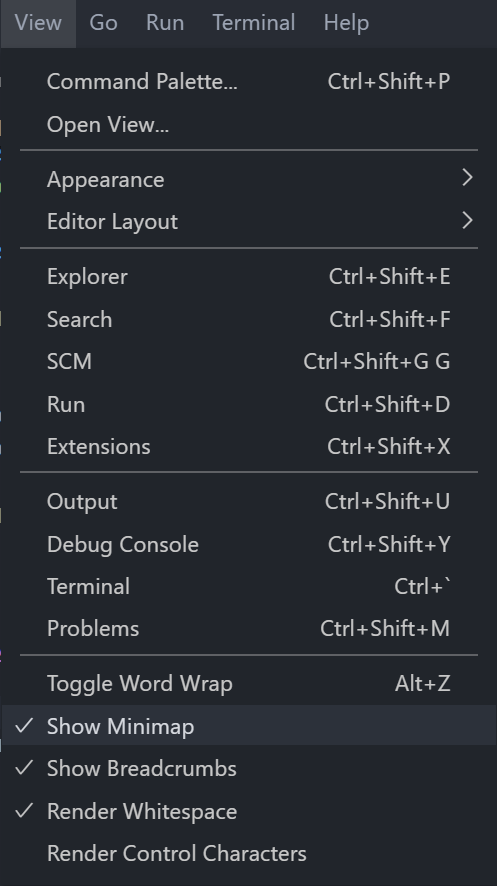 View Go Run Terminal Help
Command Palette... Ctrl+Shift+P
Open View...
Appearance
Editor Layout
Explorer Ctrl+Shift+E
Search Ctrl+Shift+F
SCM Ctrl+Shift+G G
Run Ctrl+Shift+D
Extensions Ctrl+Shift+X
Output Ctrl+Shift+U
Debug Console Ctrl+Shift+Y
Terminal Ctrl+`
Problems Ctrl+Shift+M
Toggle Word Wrap Alt+Z
Show Minimap
Show Breadcrumbs
Render Whitespace
Render Control Characters